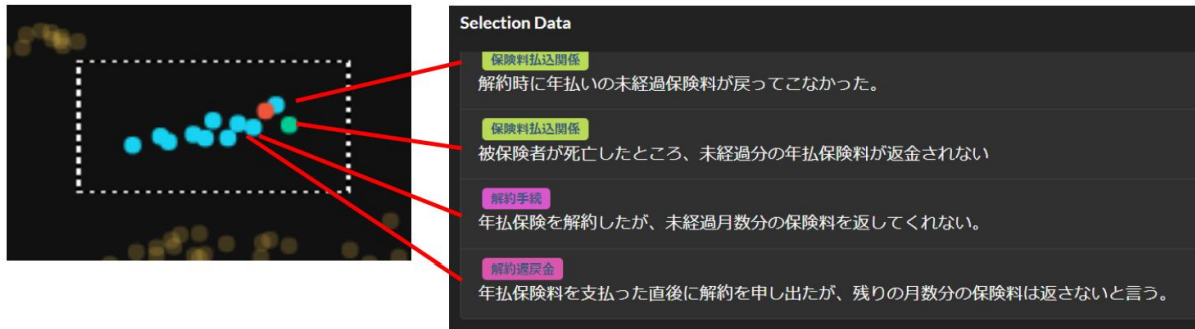 Selection Data
保険料払込関係
解約時に年払いの未経過保険料が戻ってこなかった。
保険料払込関係
被保険者が死亡したところ、未経過分の年払保険料が返金されない
解約手続
年払保険を解約したが、未経過月数分の保険料を返してくれない。
解約還戻金
年払保険料を支払った直後に解約を申し出たが、残りの月数分の保険料は返さないと言う。